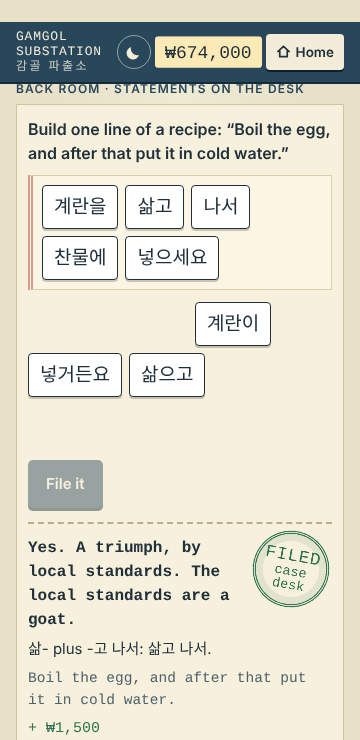 GAMGOL
SUBSTATION
감골 파출소
₩674,000
Home
BACK ROOM · STATEMENTS ON THE DESK
Build one line of a recipe: “Boil the egg,
and after that put it in cold water.”
계란을 삶고 나서
찬물에 넣으세요
계란이
넣거든요 삶으고
File it
Yes. A triumph, by
local standards. The
local standards are a
goat.
FILED
case
desk
삶- plus -고 나서: 삶고 나서.
Boil the egg, and after that put
it in cold water.
+ ₩1,500